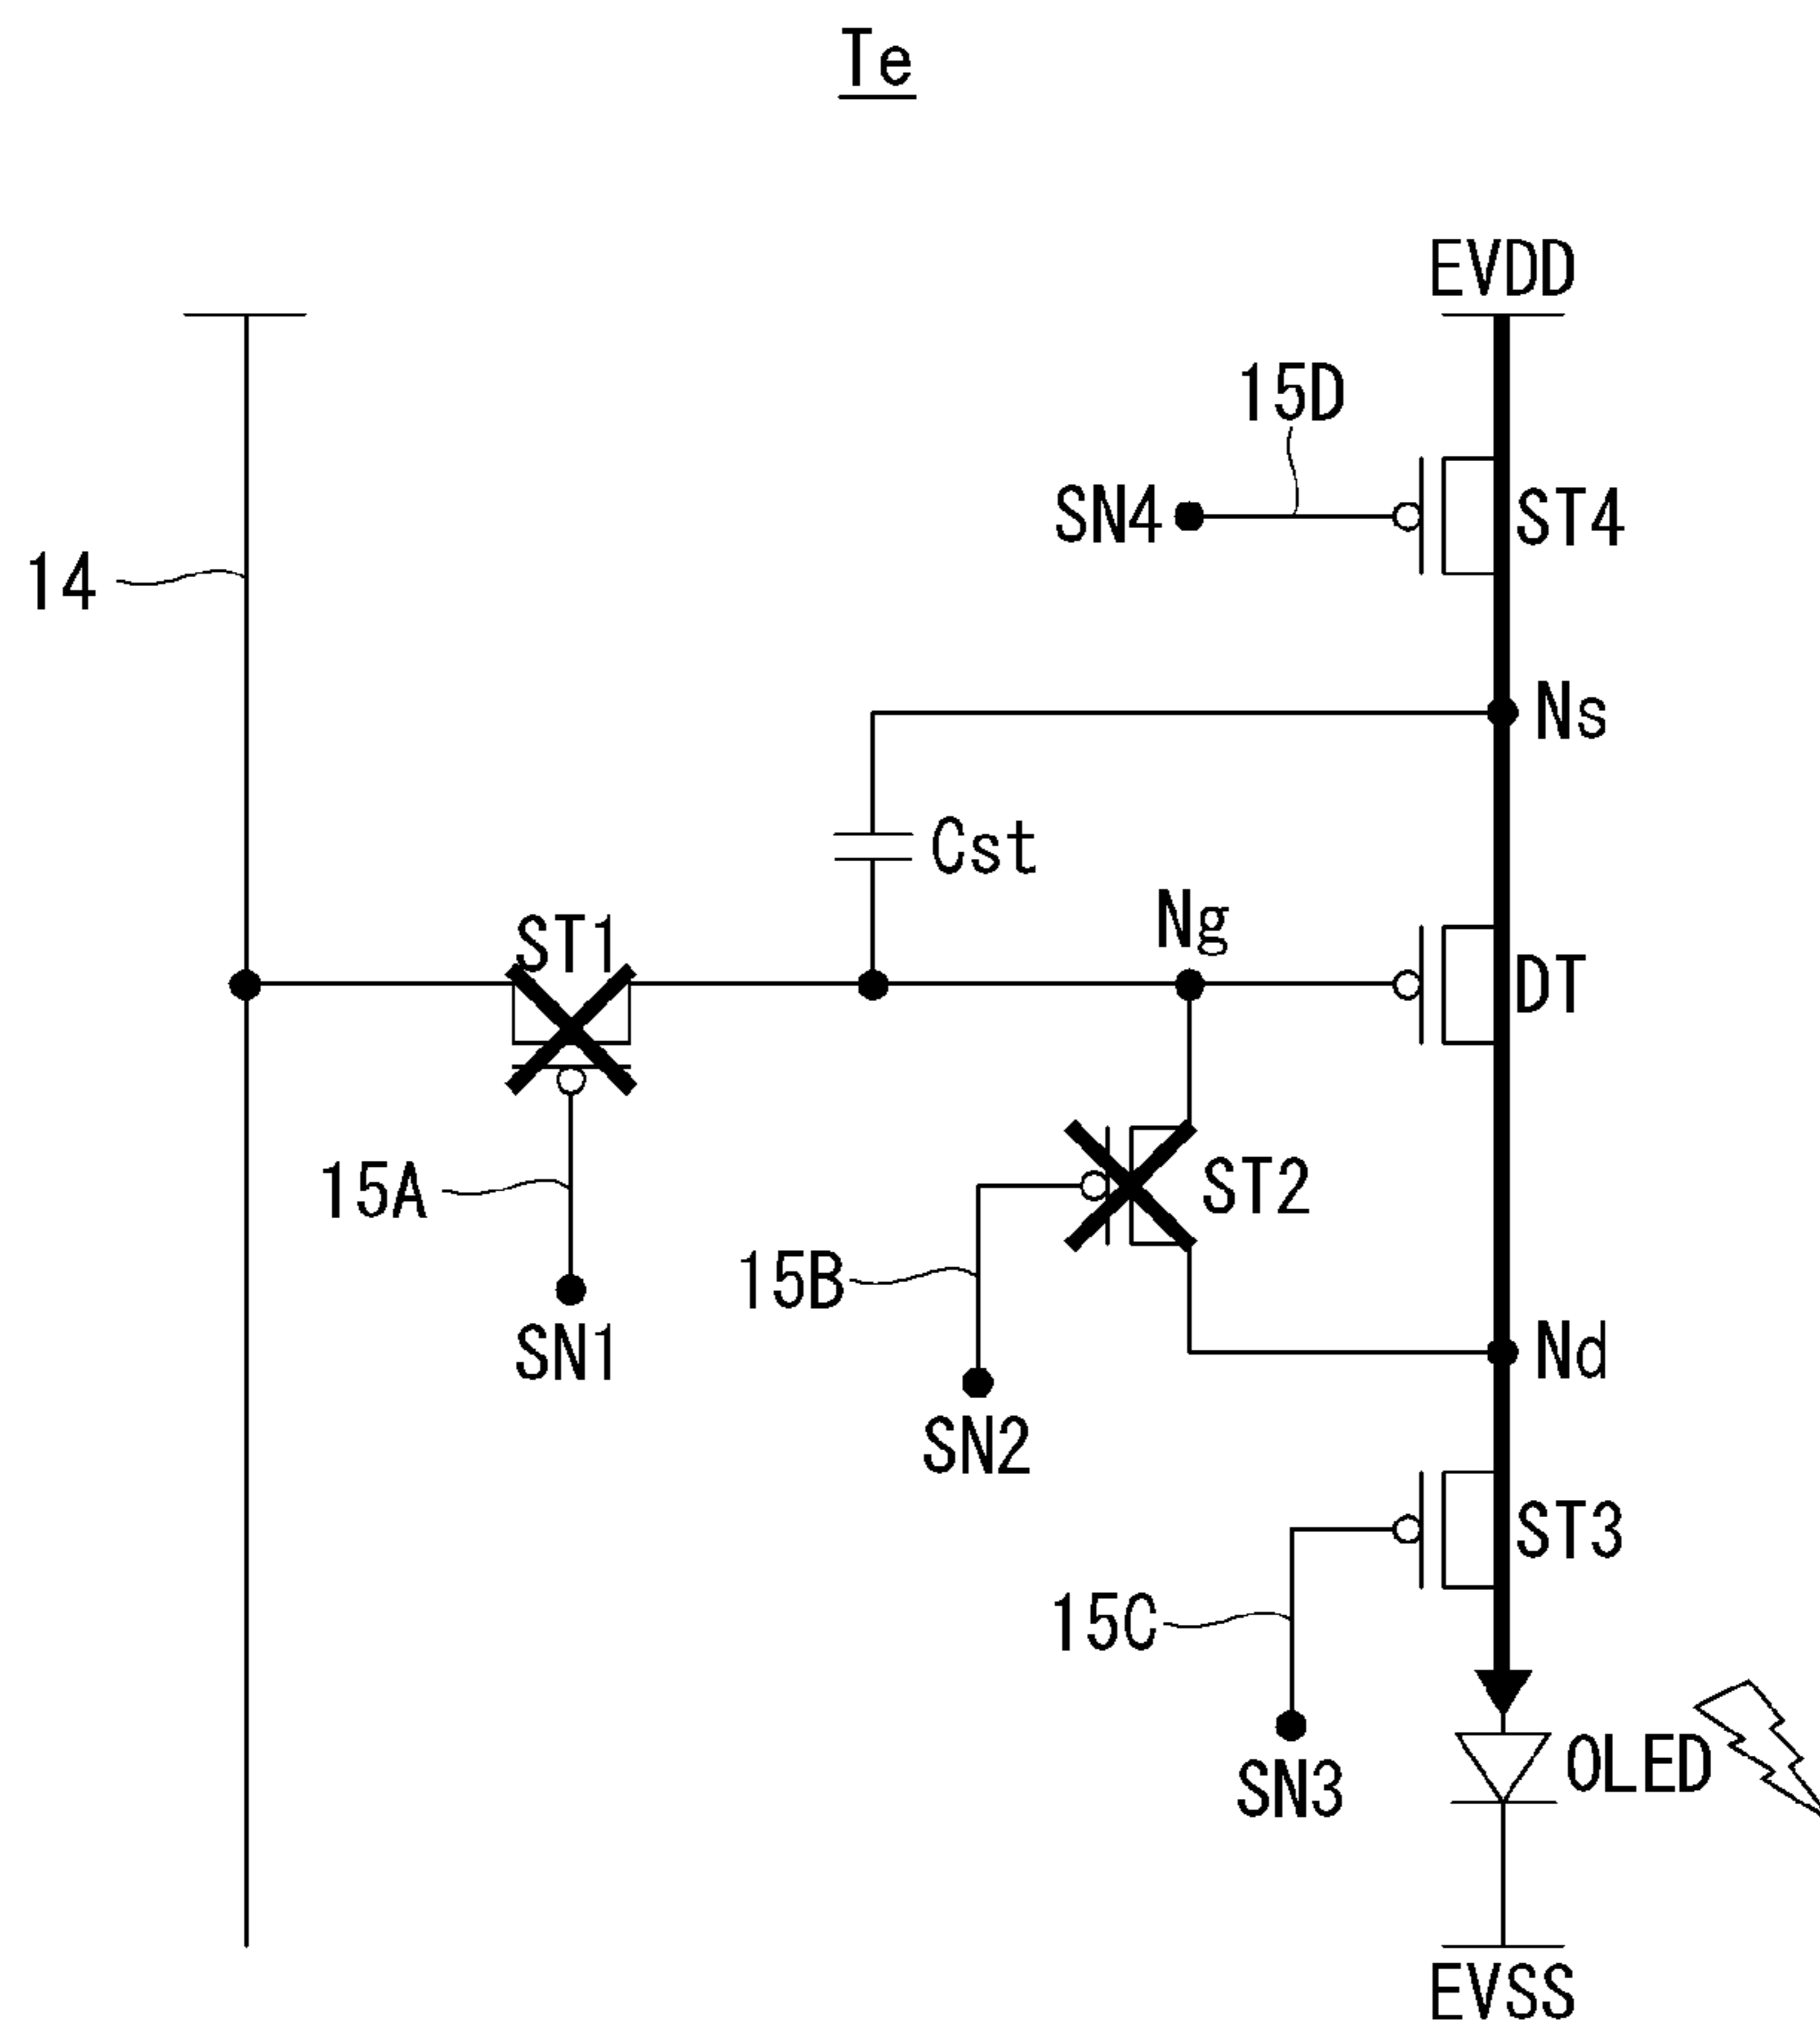 Te
EVDD
15D
SN4
ST4
14
Ns
Cst
Ng
ST1
DT
15A
ST2
15B
SN1
Nd
SN2
ST3
15C
OLED
SN3
EVSS